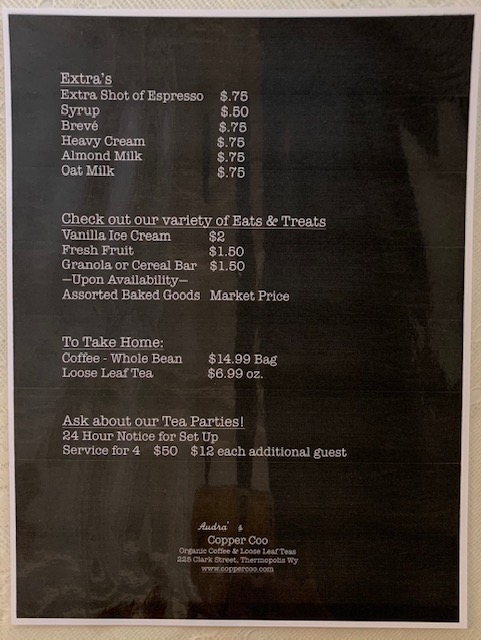 Extra's
Extra Shot of Espresso $.75
Syrup $.50
Brevé $.75
Heavy Cream $.75
Almond Milk $.75
Oat Milk $.75
Check out our variety of Eats & Treats
Vanilla Ice Cream $2
Fresh Fruit $1.50
Granola or Cereal Bar $1.50
—Upon Availability—
Assorted Baked Goods Market Price
To Take Home:
Coffee - Whole Bean $14.99 Bag
Loose Leaf Tea $6.99 oz.
Ask about our Tea Parties!
24 Hour Notice for Set Up
Service for 4 $50 $12 each additional guest
Audra' s
Copper Coo
Organic Coffee & Loose Leaf Teas
225 Clark Street, Thermopolis Wy
www.coppercoo.com